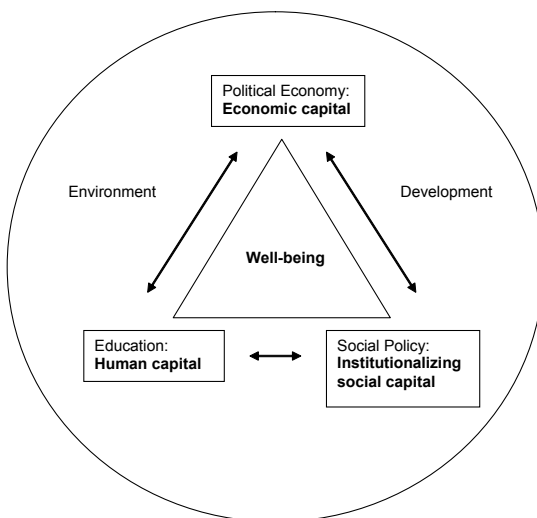 Political Economy:
Economic capital
Environment
Development
Well-being
Education:
Human capital
Social Policy:
Institutionalizing
social capital